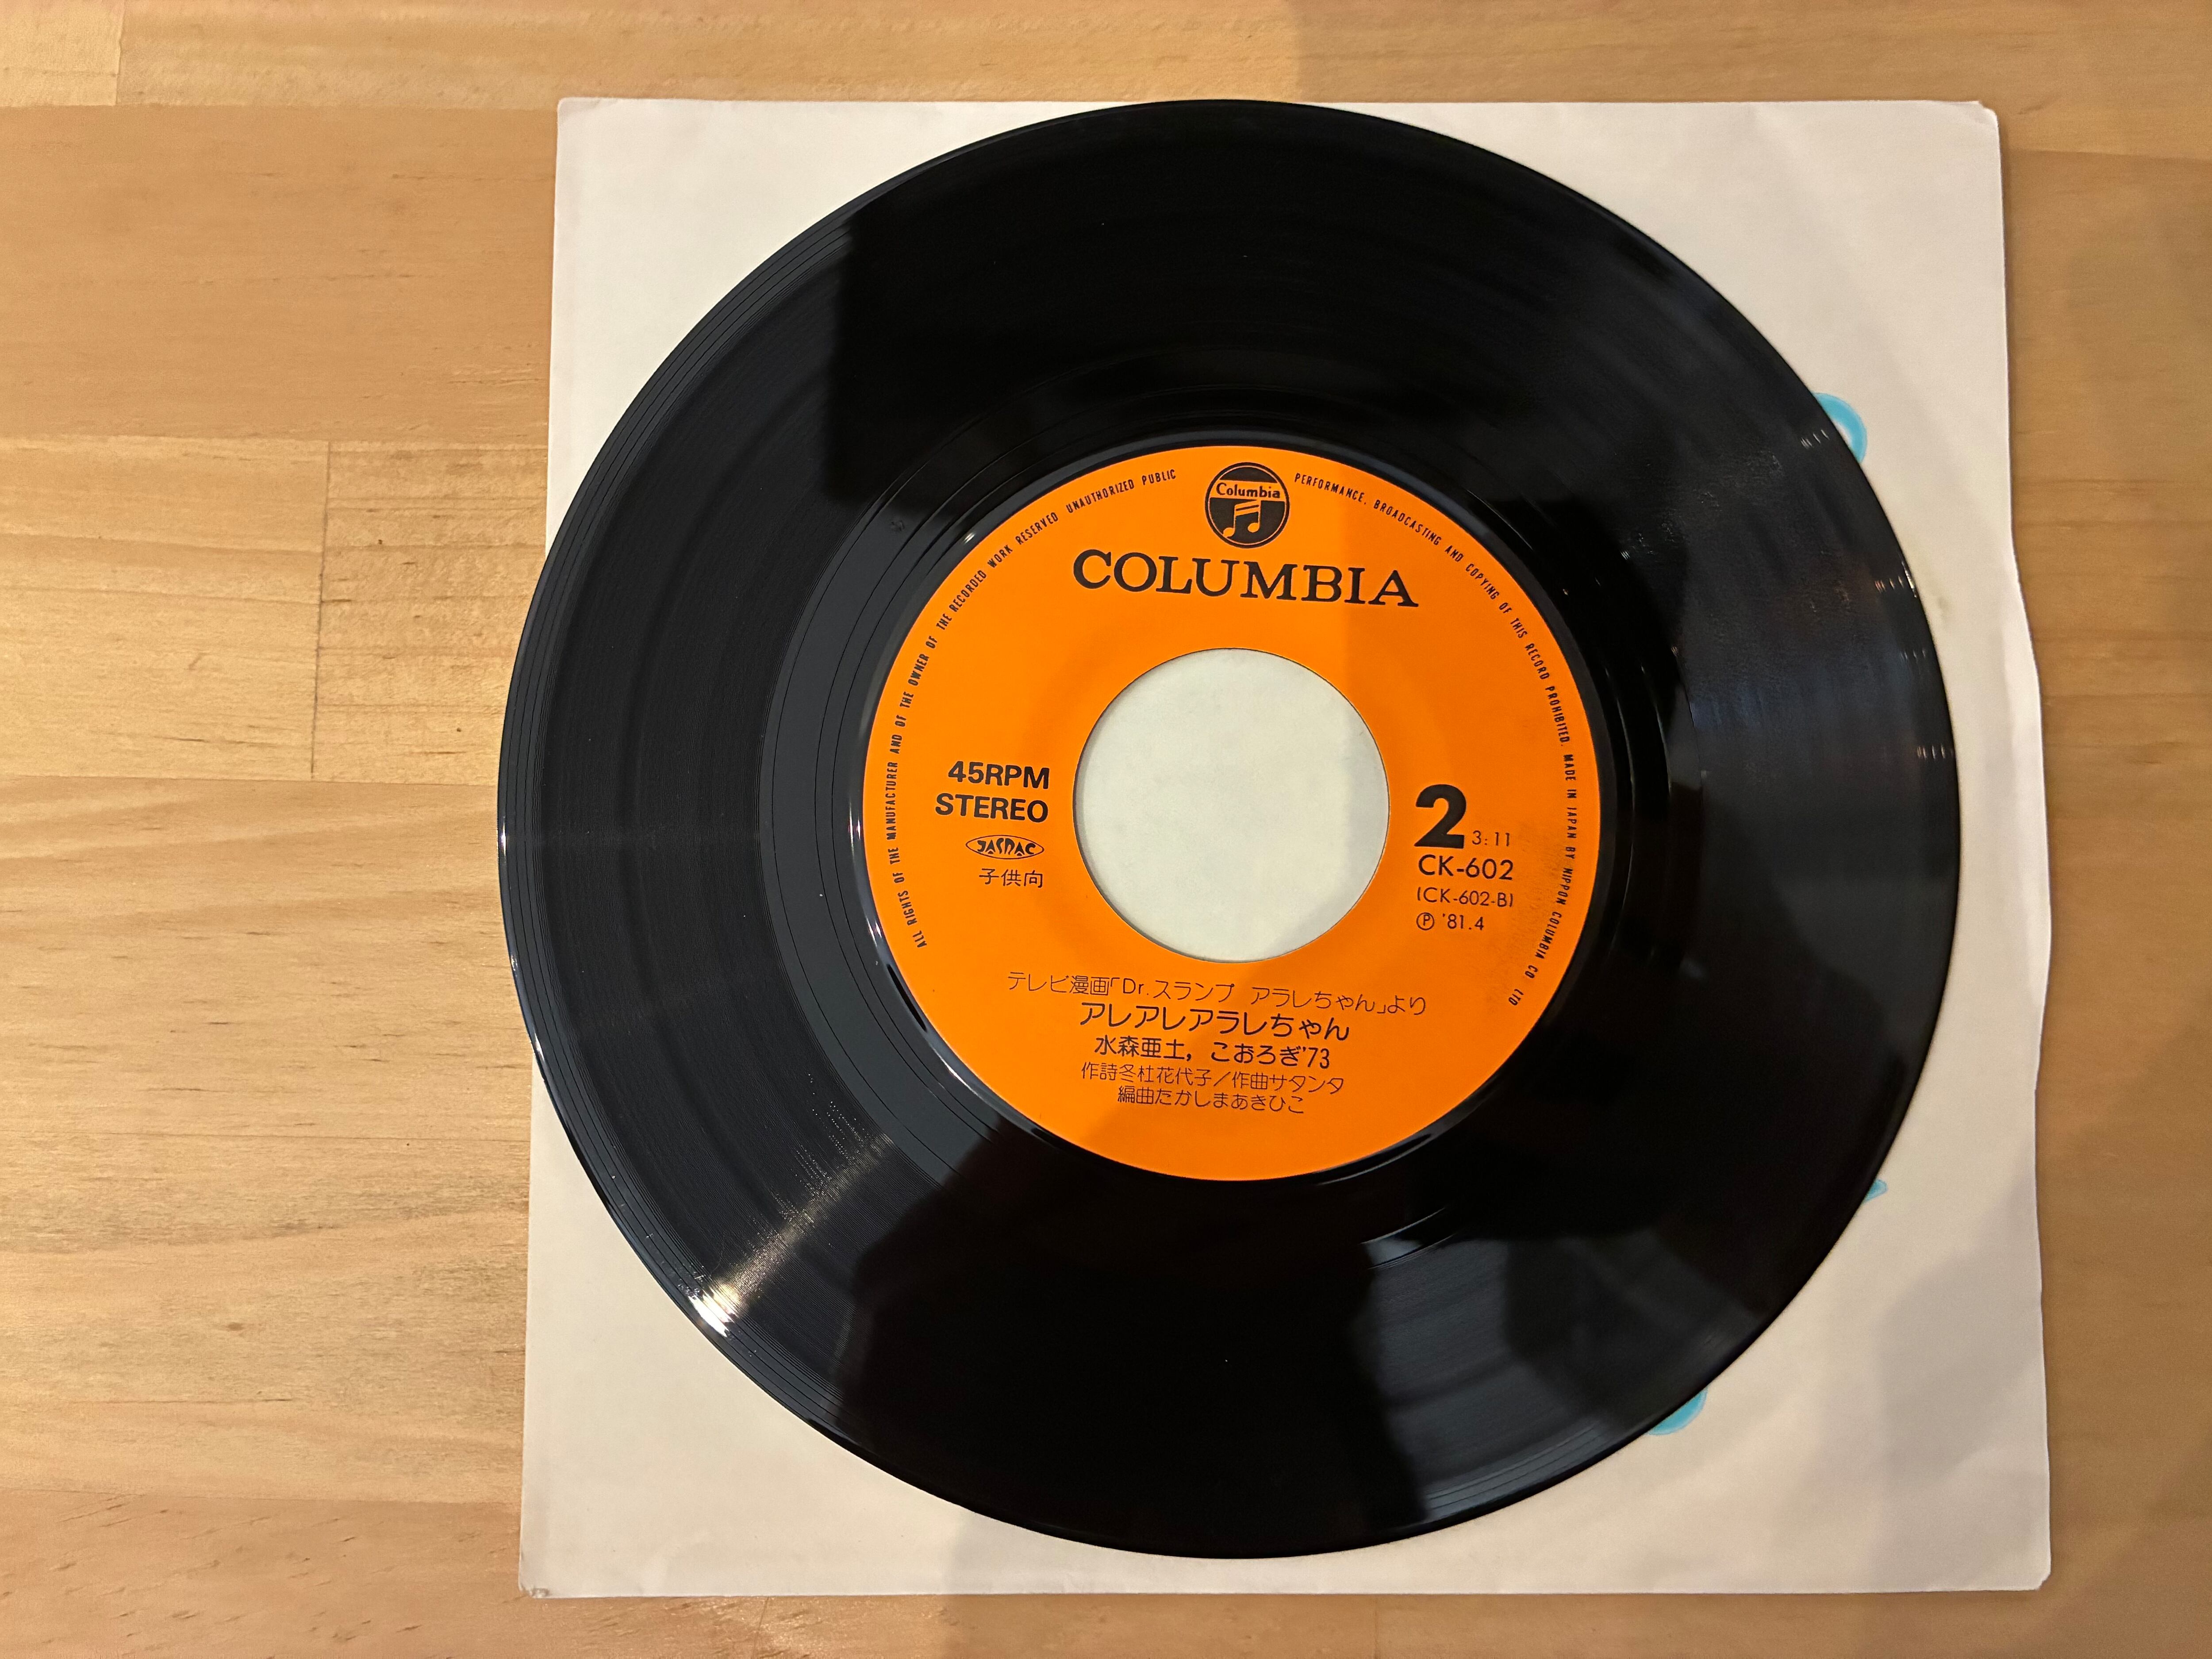 ALL RIGHTS OF THE MANUFACTURER AND OF THE OWNER OF THE RECORDED WORK RESERVED UNAUTHORIZED PUBLIC PERFORMANCE, BROADCASTING AND COPYING OF THIS RECORD PROHIBITED. MADE IN JAPAN BY NIPPON COLUMBIA CO LTD
Columbia
COLUMBIA
45RPM
STEREO
JASRAC
子供向
2 3:11
CK-602
(CK-602-B)
Ⓟ '81.4
テレビ漫画「Dr.スランプ アラレちゃん」より
アレアレアラレちゃん
水森亜土, こおろぎ'73
作詩冬杜花代子/作曲サタンタ
編曲たかしまあきひこ